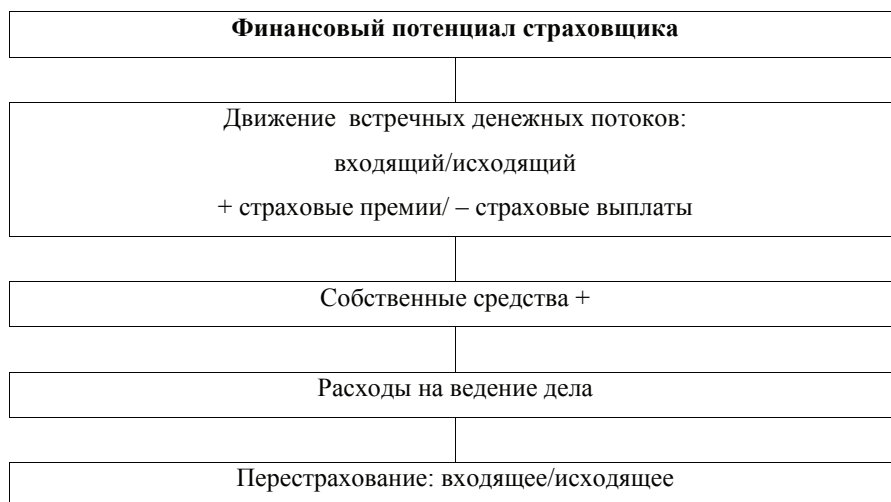 Финансовый потенциал страховщика
Движение встречных денежных потоков:
входящий/исходящий
+ страховые премии/ – страховые выплаты
Собственные средства +
Расходы на ведение дела
Перестрахование: входящее/исходящее